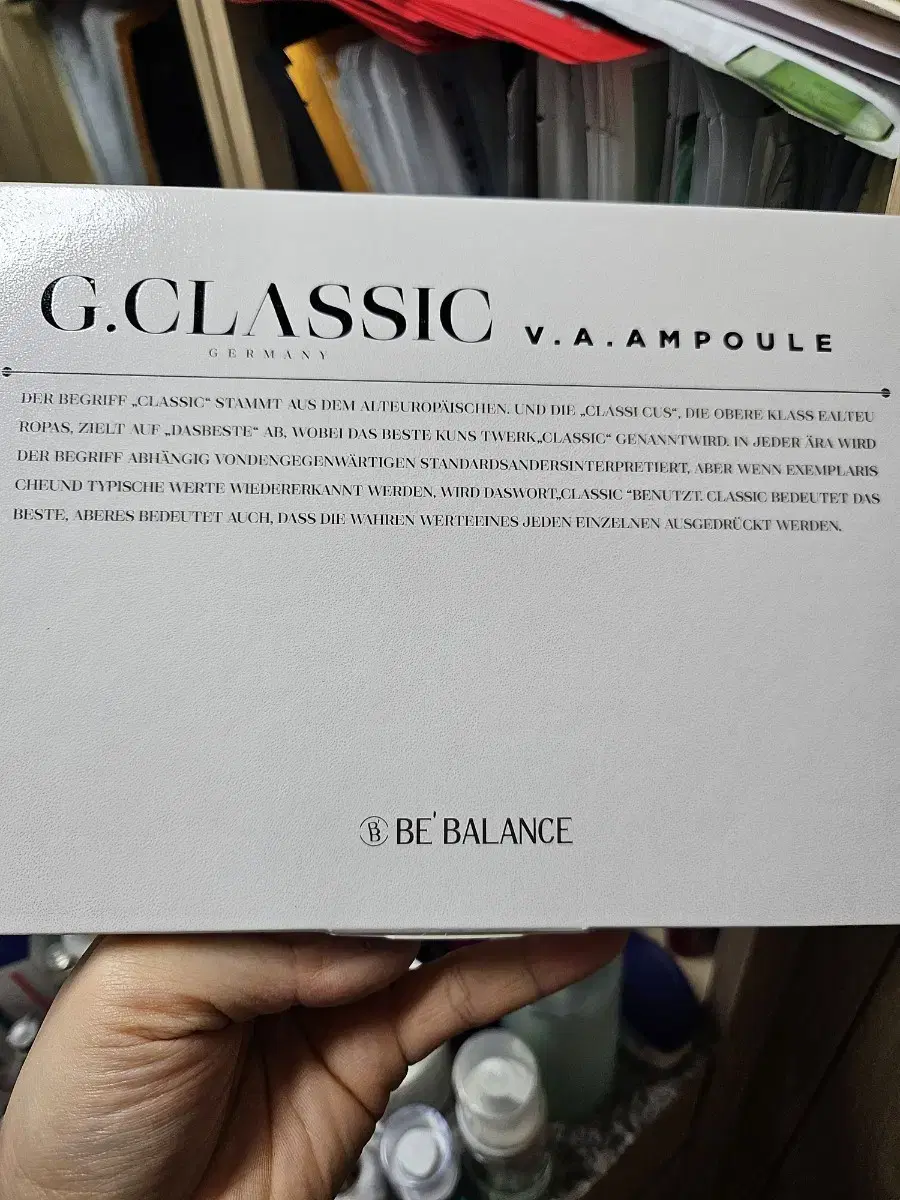 G.CLASSIC V.A.AMPOULE
GERMANY
DER BEGRIFF „CLASSIC“ STAMMT AUS DEM ALTEUROPÄISCHEN. UND DIE „CLASSI CUS“, DIE OBERE KLASS EALTEU
ROPAS, ZIELT AUF „DASBESTE“ AB, WOBEI DAS BESTE KUNS TWERK„CLASSIC“ GENANNTWIRD. IN JEDER ÄRA WIRD
DER BEGRIFF ABHÄNGIG VONDENGEGENWÄRTIGEN STANDARDSANDERSINTERPRETIERT, ABER WENN EXEMPLARIS
CHEUND TYPISCHE WERTE WIEDERERKANNT WERDEN, WIRD DASWORT„CLASSIC “BENUTZT. CLASSIC BEDEUTET DAS
BESTE, ABERES BEDEUTET AUCH, DASS DIE WAHREN WERTEEINES JEDEN EINZELNEN AUSGEDRÜCKT WERDEN.
B' BE'BALANCE